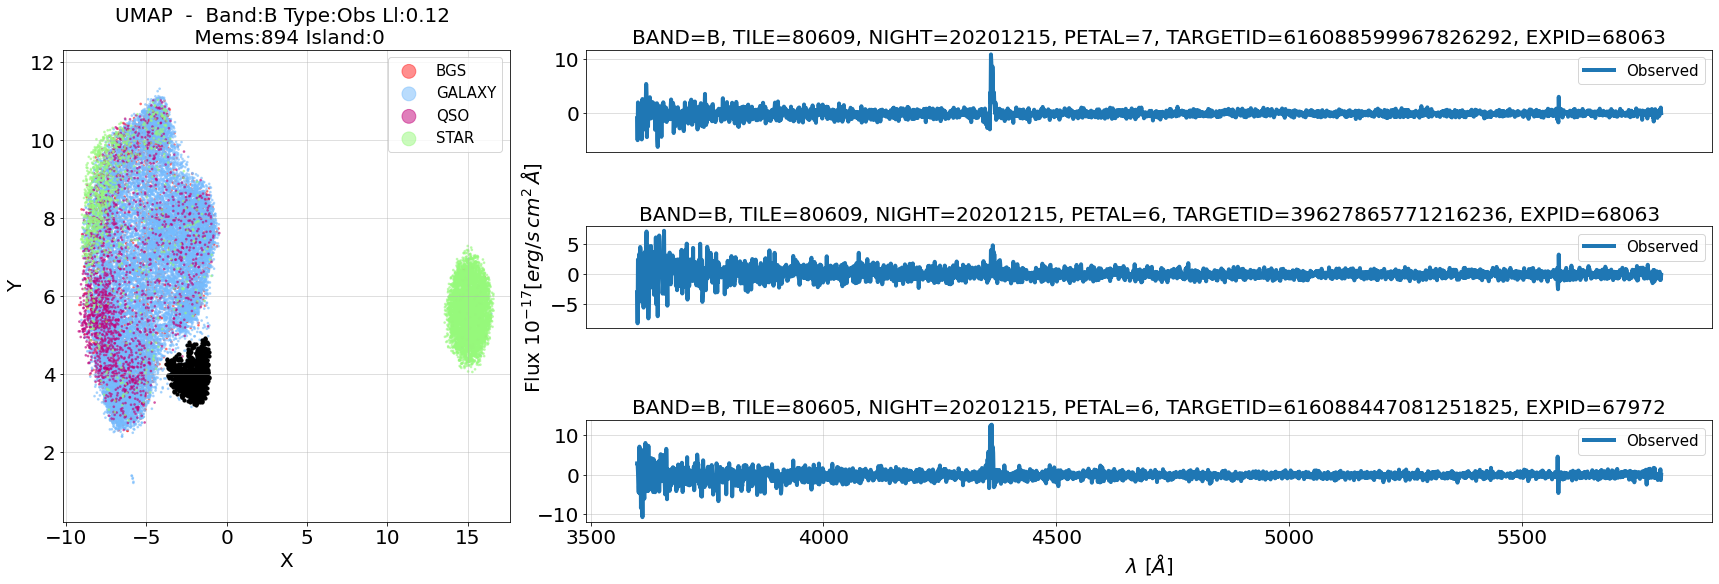 UMAP - Band:B Type:Obs Ll:0.12
Mems:894 Island:0
BGS
GALAXY
QSO
STAR
12
10
8
6
4
2
Y
−10
−5
0
5
10
15
X
BAND=B, TILE=80609, NIGHT=20201215, PETAL=7, TARGETID=616088599967826292, EXPID=68063
Observed
10
0
BAND=B, TILE=80609, NIGHT=20201215, PETAL=6, TARGETID=39627865771216236, EXPID=68063
Observed
5
0
−5
Flux 10⁻¹⁷[erg/s cm² Å]
BAND=B, TILE=80605, NIGHT=20201215, PETAL=6, TARGETID=616088447081251825, EXPID=67972
Observed
10
0
−10
3500
4000
4500
5000
5500
λ [Å]